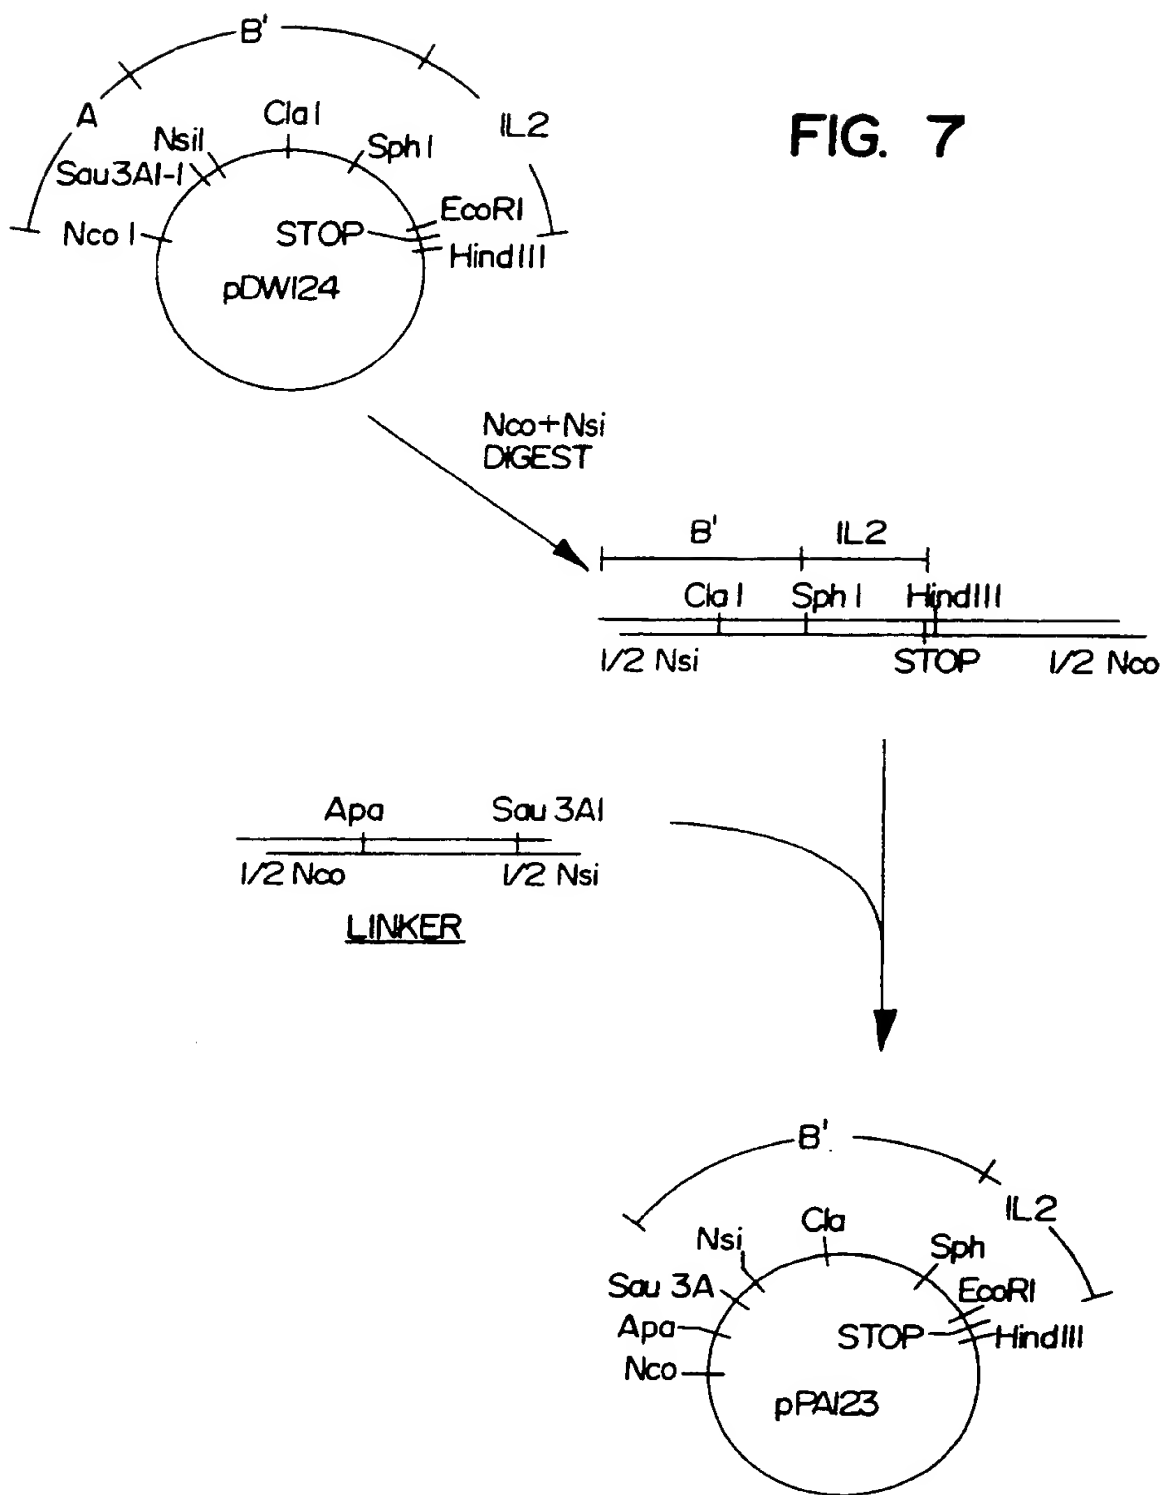 FIG. 7
B'
A
IL2
Cla I
NsiI
Sph I
Sau3AI-I
EcoRI
Nco I
STOP
HindIII
pDW124
Nco+Nsi
DIGEST
B'
IL2
Cla I
Sph I
HindIII
1/2 Nsi
STOP
1/2 Nco
Apa
Sau 3AI
1/2 Nco
1/2 Nsi
LINKER
B'
IL2
Cla
Nsi
Sph
Sau 3A
EcoRI
Apa
STOP
HindIII
Nco
pPA123